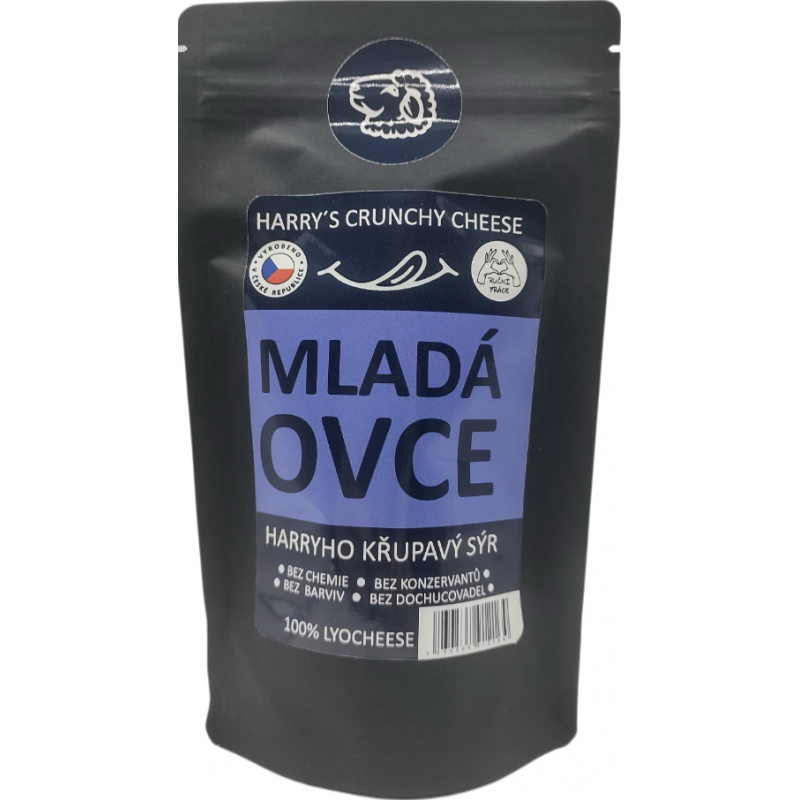 HARRY´S CRUNCHY CHEESE
VYROBENO
V ČESKÉ REPUBLICE
RUČNÍ
PRÁCE
MLADÁ
OVCE
HARRYHO KŘUPAVÝ SÝR
• BEZ CHEMIE • BEZ KONZERVANTŮ •
• BEZ BARVIV • BEZ DOCHUCOVADEL •
100% LYOCHEESE